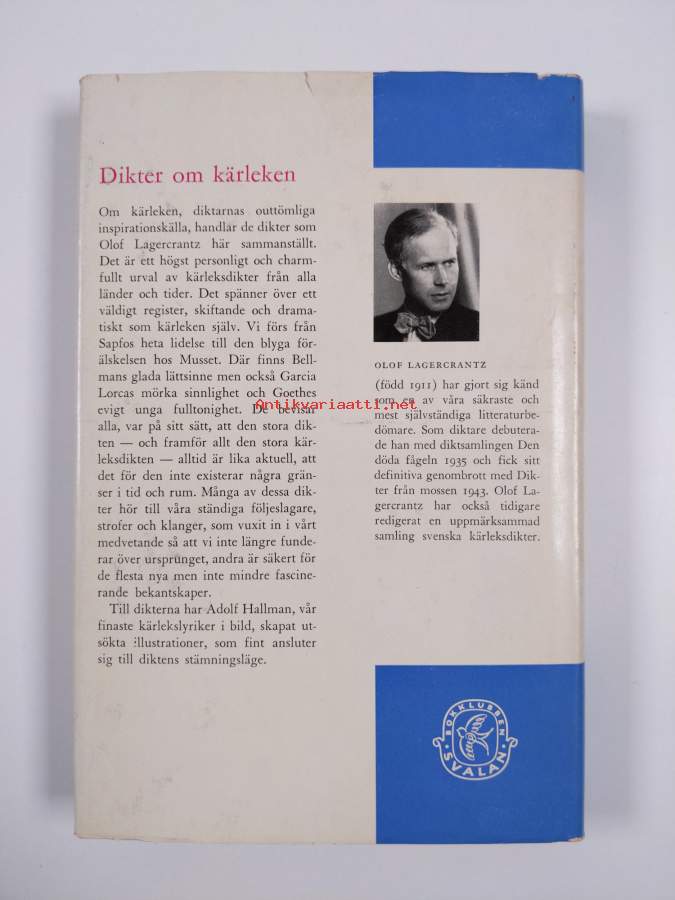 Dikter om kärleken
Om kärleken, diktarnas outtömliga
inspirationskälla, handlar de dikter som
Olof Lagercrantz här sammanställt.
Det är ett högst personligt och charm-
fullt urval av kärleksdikter från alla
länder och tider. Det spänner över ett
väldigt register, skiftande och drama-
tiskt som kärleken själv. Vi förs från
Sapfos heta lidelse till den blyga för-
älskelsen hos Musset. Där finns Bell-
mans glada lättsinne men också Garcia
Lorcas mörka sinnlighet och Goethes
evigt unga fulltonighet. De bevisar
alla, var på sitt sätt, att den stora dik-
ten — och framför allt den stora kär-
leksdikten — alltid är lika aktuell, att
det för den inte existerar några grän-
ser i tid och rum. Många av dessa dik-
ter hör till våra ständiga följeslagare,
strofer och klanger, som vuxit in i vårt
medvetande så att vi inte längre funde-
rar över ursprunget, andra är säkert för
de flesta nya men inte mindre fascine-
rande bekantskaper.
Till dikterna har Adolf Hallman, vår
finaste kärlekslyriker i bild, skapat ut-
sökta illustrationer, som fint ansluter
sig till diktens stämningsläge.
OLOF LAGERCRANTZ
(född 1911) har gjort sig känd
som en av våra säkraste och
mest självständiga litteraturbe-
dömare. Som diktare debutera-
de han med diktsamlingen Den
döda fågeln 1935 och fick sitt
definitiva genombrott med Dik-
ter från mossen 1943. Olof La-
gercrantz har också tidigare
redigerat en uppmärksammad
samling svenska kärleksdikter.
BOKKLUBBEN
SVALAN
Antikvariaatti.net